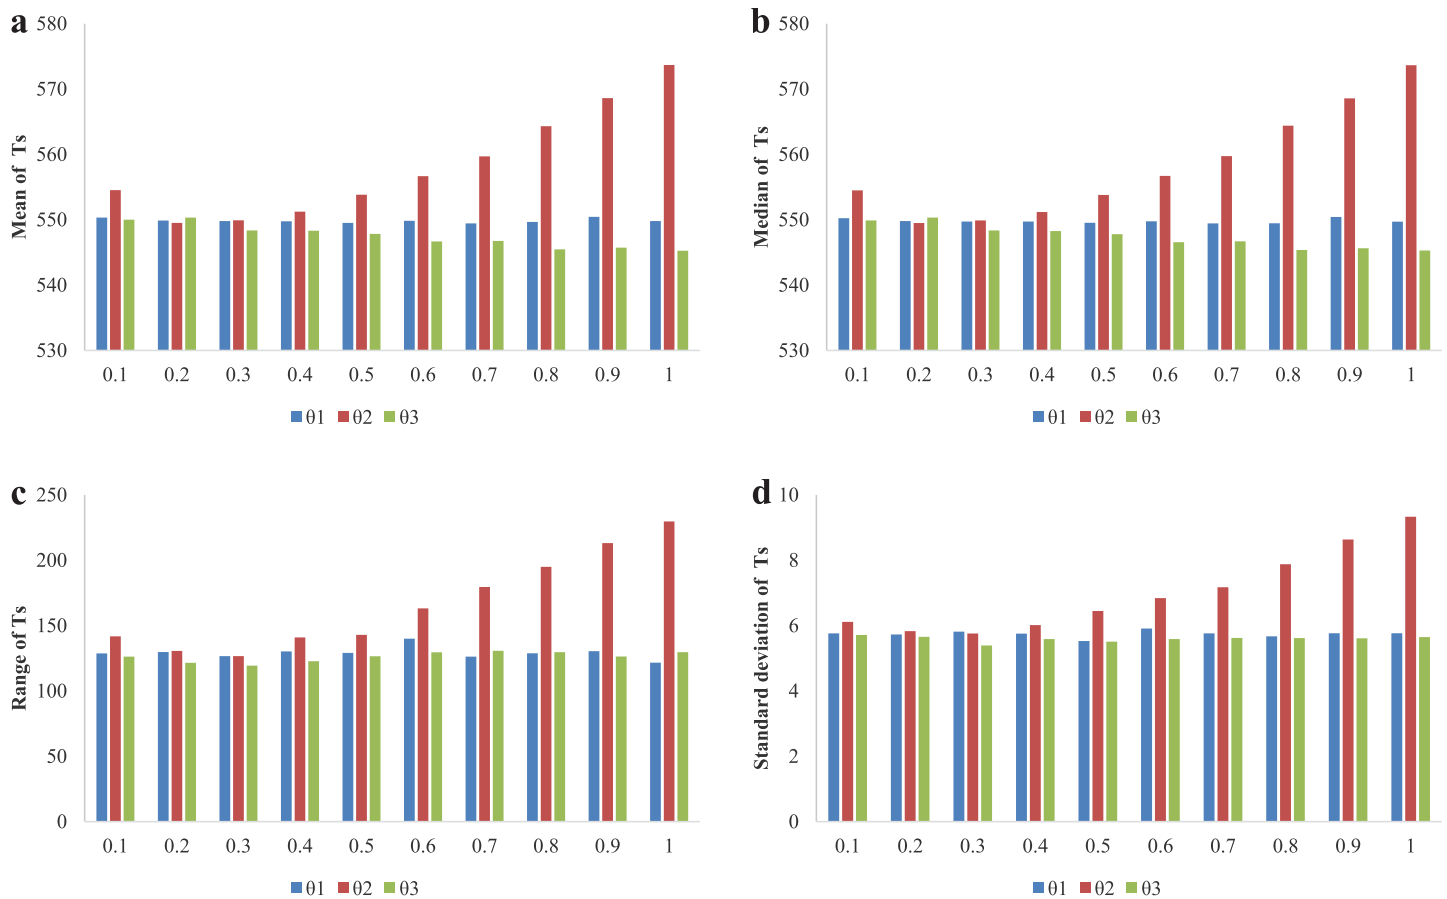 a
Mean of Ts
580
570
560
550
540
530
0.1 0.2 0.3 0.4 0.5 0.6 0.7 0.8 0.9 1
θ1 θ2 θ3
b
Median of Ts
580
570
560
550
540
530
0.1 0.2 0.3 0.4 0.5 0.6 0.7 0.8 0.9 1
θ1 θ2 θ3
c
Range of Ts
250
200
150
100
50
0
0.1 0.2 0.3 0.4 0.5 0.6 0.7 0.8 0.9 1
θ1 θ2 θ3
d
Standard deviation of Ts
10
8
6
4
2
0
0.1 0.2 0.3 0.4 0.5 0.6 0.7 0.8 0.9 1
θ1 θ2 θ3